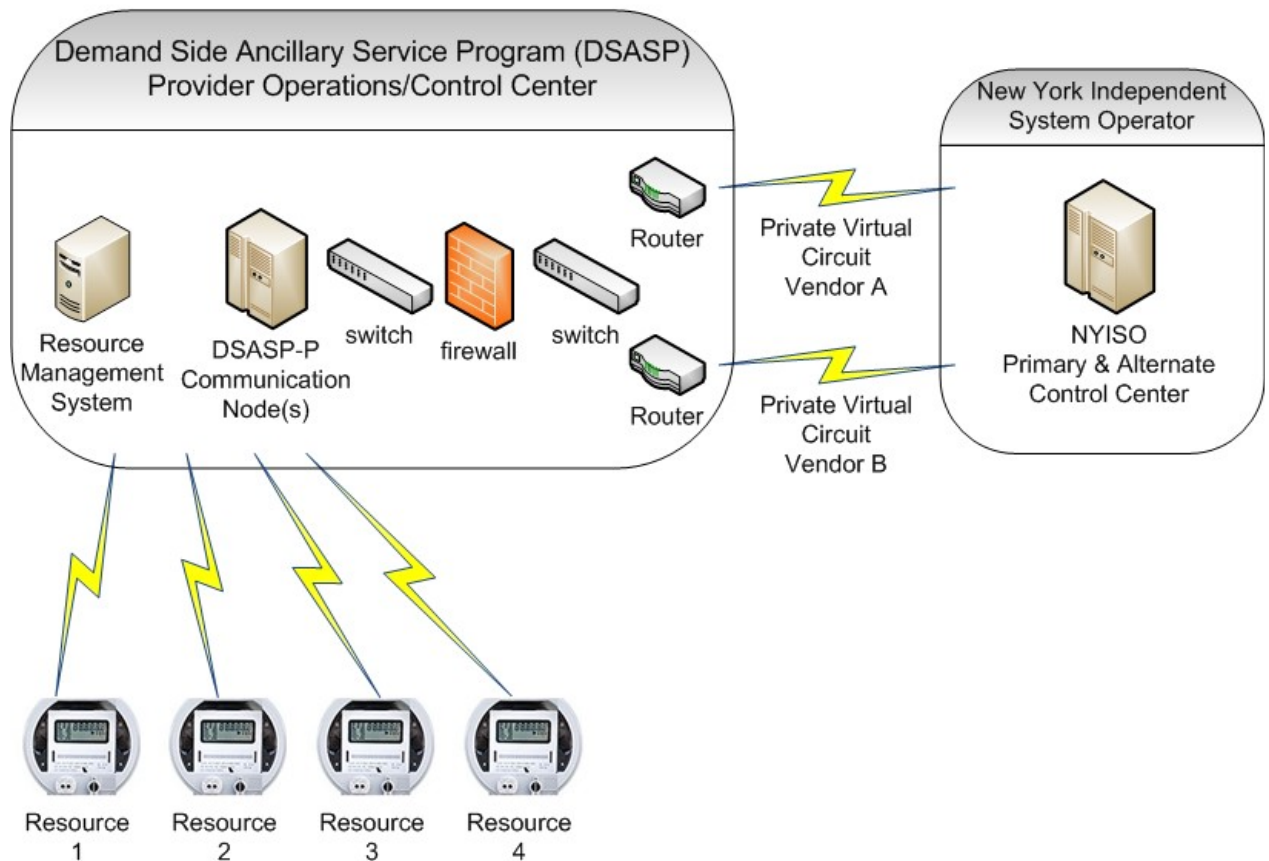 Demand Side Ancillary Service Program (DSASP)
Provider Operations/Control Center
New York Independent
System Operator
Router
Private Virtual
Circuit
Vendor A
Resource
Management
System
DSASP-P
Communication
Node(s)
switch
firewall
switch
Router
Private Virtual
Circuit
Vendor B
NYISO
Primary & Alternate
Control Center
Resource
1
Resource
2
Resource
3
Resource
4